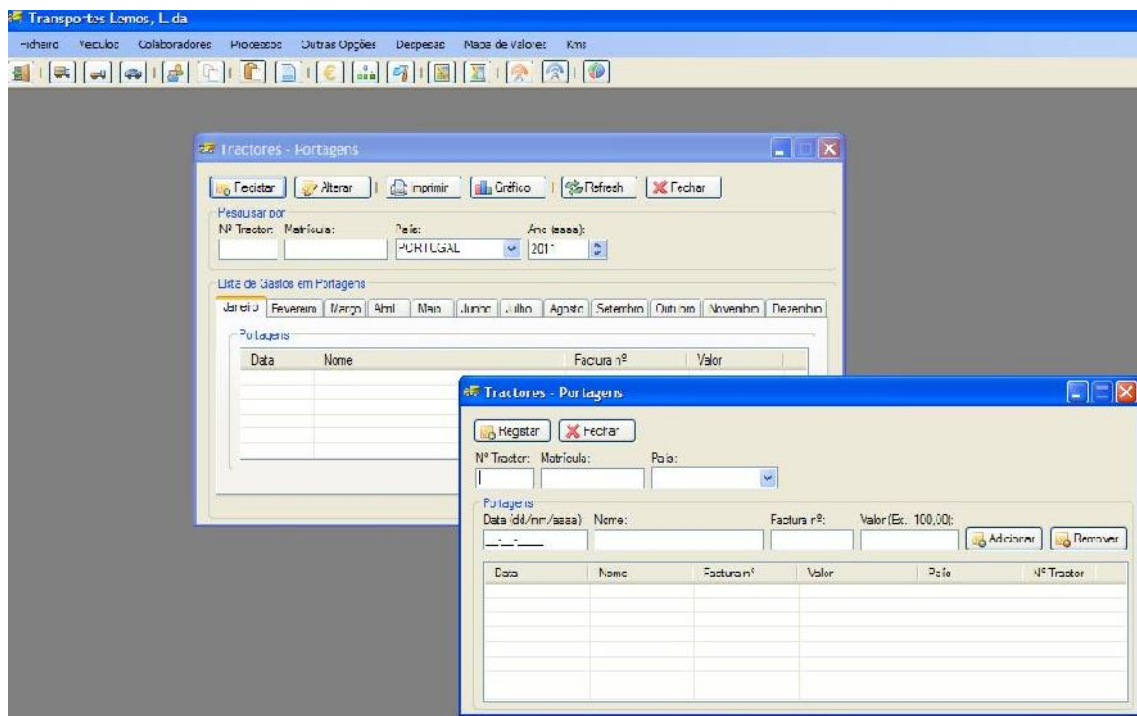 Transportes Lemos, Lda
Ficheiro Veículos Colaboradores Processos Outras Opções Despesas Mapa de Valores Kms
Tractores - Portagens
Registar Alterar Imprimir Gráfico Refresh Fechar
Pesquisar por
Nº Tractor: Matrícula: País: Ano (aaaa):
PORTUGAL 2011
Lista de Gastos em Portagens
Janeiro Fevereiro Março Abril Maio Junho Julho Agosto Setembro Outubro Novembro Dezembro
Portagens
Data Nome Factura nº Valor
Tractores - Portagens
Registar Fechar
Nº Tractor: Matrícula: País:
Portagens
Data (dd/mm/aaaa) Nome: Factura nº: Valor (Ex. 100,00):
__-__-____ Adicionar Remover
Data Nome Factura nº Valor País Nº Tractor